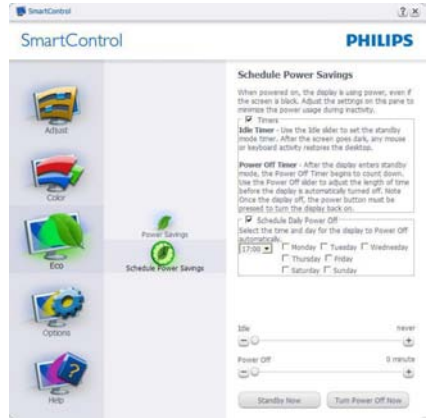 SmartControl
SmartControl
PHILIPS
Adjust
Color
Eco
Options
Help
Power Savings
Schedule Power Savings
Schedule Power Savings
When powered on, the display is using power, even if
the screen is black. Adjust the settings on this pane to
minimize the power usage during inactivity.
Timers
Idle Timer - Use the Idle slider to set the standby
mode timer. After the screen goes dark, any mouse
or keyboard activity restores the desktop.
Power Off Timer - After the display enters standby
mode, the Power Off Timer begins to count down.
Use the Power Off slider to adjust the length of time
before the display is automatically turned off. Note
Once the display off, the power button must be
pressed to turn the display back on.
Schedule Daily Power Off
Select the time and day for the display to Power Off
automatically.
17:00 Monday Tuesday Wednesday
Thursday Friday
Saturday Sunday
Idle never
Power Off 0 minute
Standby Now Turn Power Off Now